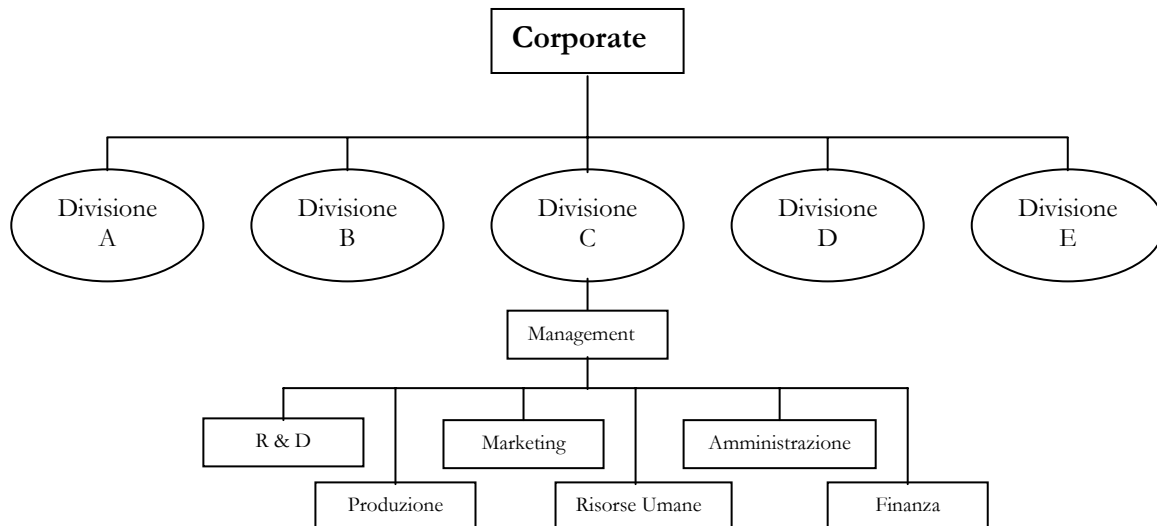 Corporate
Divisione
A
Divisione
B
Divisione
C
Divisione
D
Divisione
E
Management
R & D
Marketing
Amministrazione
Produzione
Risorse Umane
Finanza